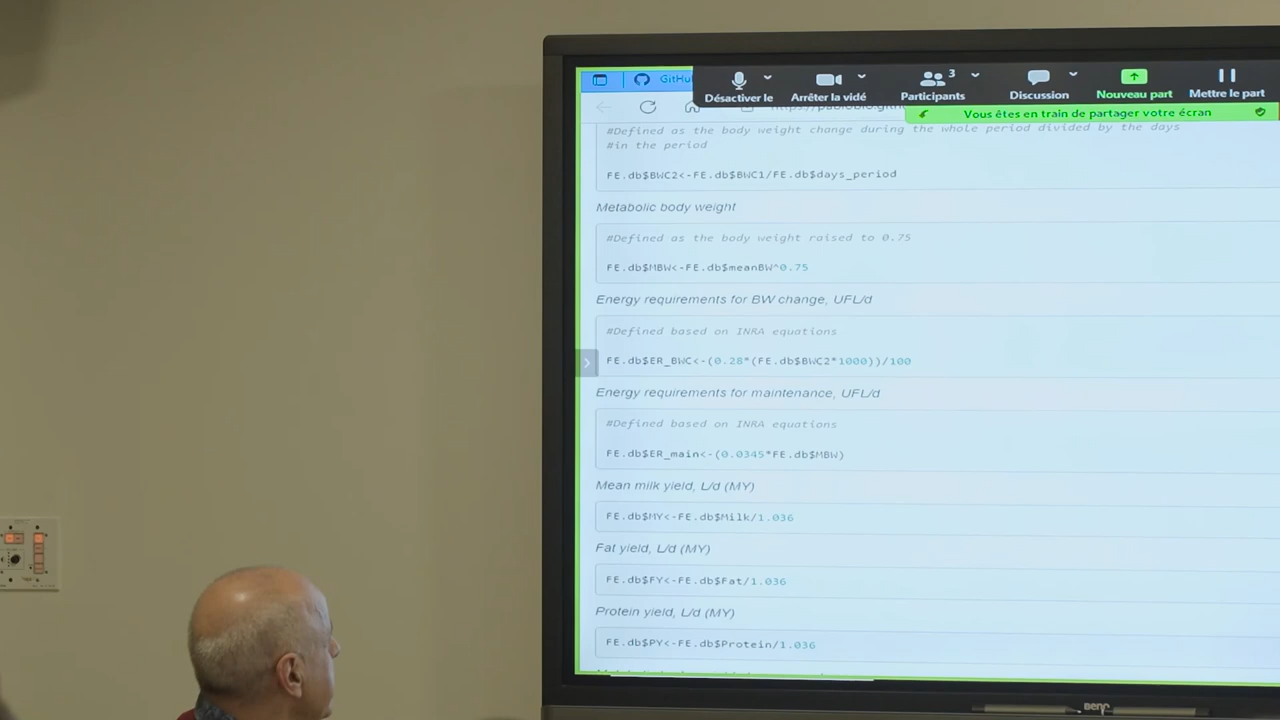 GitHu
Désactiver le
Arrêter la vidé
3
Participants
Discussion
Nouveau part
Mettre le part
Vous êtes en train de partager votre écran
#Defined as the body weight change during the whole period divided by the days
#in the period
FE.db$BWC2<-FE.db$BWC1/FE.db$days_period
Metabolic body weight
#Defined as the body weight raised to 0.75
FE.db$MBW<-FE.db$meanBW^0.75
Energy requirements for BW change, UFL/d
#Defined based on INRA equations
FE.db$ER_BWC<-(0.28*(FE.db$BWC2*1000))/100
Energy requirements for maintenance, UFL/d
#Defined based on INRA equations
FE.db$ER_main<-(0.0345*FE.db$MBW)
Mean milk yield, L/d (MY)
FE.db$MY<-FE.db$Milk/1.036
Fat yield, L/d (MY)
FE.db$FY<-FE.db$Fat/1.036
Protein yield, L/d (MY)
FE.db$PY<-FE.db$Protein/1.036
BenQ